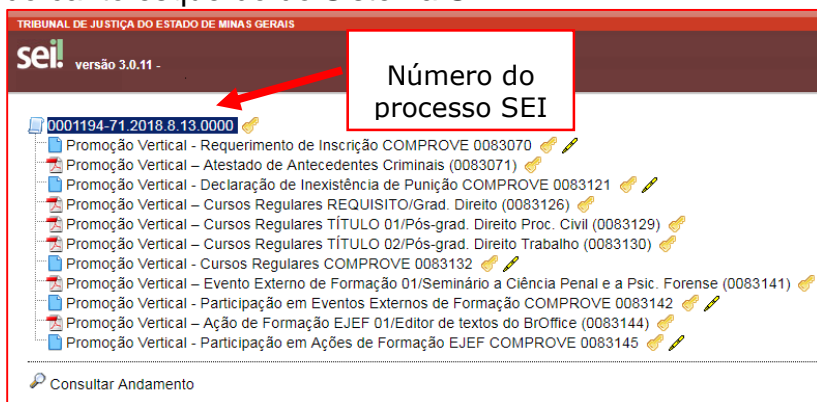 TRIBUNAL DE JUSTIÇA DO ESTADO DE MINAS GERAIS
sei! versão 3.0.11 -
Número do
processo SEI
0001194-71.2018.8.13.0000
Promoção Vertical - Requerimento de Inscrição COMPROVE 0083070
Promoção Vertical – Atestado de Antecedentes Criminais (0083071)
Promoção Vertical - Declaração de Inexistência de Punição COMPROVE 0083121
Promoção Vertical – Cursos Regulares REQUISITO/Grad. Direito (0083126)
Promoção Vertical – Cursos Regulares TÍTULO 01/Pós-grad. Direito Proc. Civil (0083129)
Promoção Vertical – Cursos Regulares TÍTULO 02/Pós-grad. Direito Trabalho (0083130)
Promoção Vertical - Cursos Regulares COMPROVE 0083132
Promoção Vertical – Evento Externo de Formação 01/Seminário a Ciência Penal e a Psic. Forense (0083141)
Promoção Vertical - Participação em Eventos Externos de Formação COMPROVE 0083142
Promoção Vertical – Ação de Formação EJEF 01/Editor de textos do BrOffice (0083144)
Promoção Vertical - Participação em Ações de Formação EJEF COMPROVE 0083145
Consultar Andamento